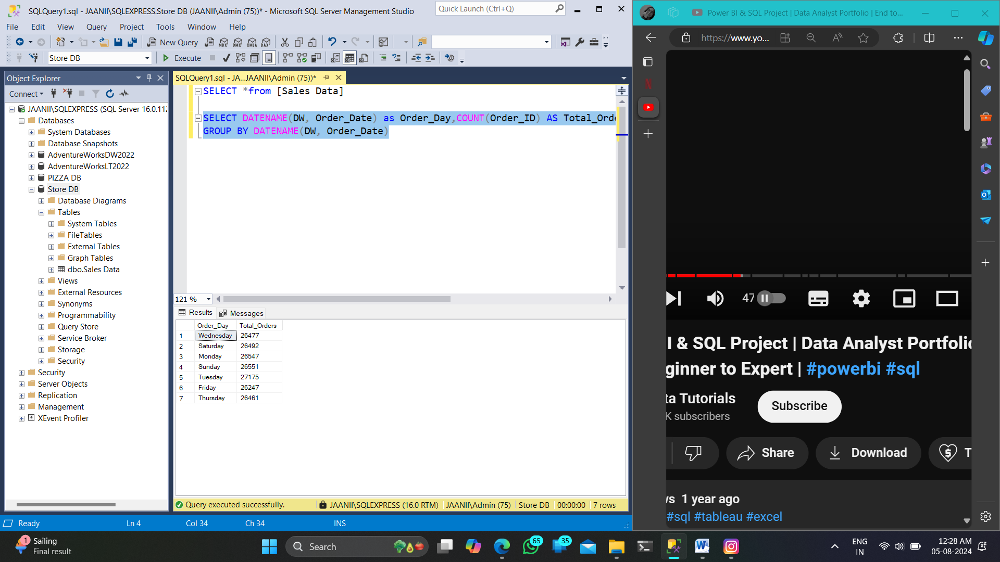 SQLQuery1.sql - JAANII\SQLEXPRESS.Store DB (JAANII\Admin (75))* - Microsoft SQL Server Management Studio
Quick Launch (Ctrl+Q)
File Edit View Query Project Tools Window Help
New Query
MDX DMX XMLA DAX
Store DB
Execute
Object Explorer
Connect
JAANII\SQLEXPRESS (SQL Server 16.0.112
Databases
System Databases
Database Snapshots
AdventureWorksDW2022
AdventureWorksLT2022
PIZZA DB
Store DB
Database Diagrams
Tables
System Tables
FileTables
External Tables
Graph Tables
dbo.Sales Data
Views
External Resources
Synonyms
Programmability
Query Store
Service Broker
Storage
Security
Security
Server Objects
Replication
Management
XEvent Profiler
SQLQuery1.sql - JA...JAANII\Admin (75))*
SELECT *from [Sales Data]
SELECT DATENAME(DW, Order_Date) as Order_Day,COUNT(Order_ID) AS Total_Orde
GROUP BY DATENAME(DW, Order_Date)
121 %
Results Messages
Order_Day Total_Orders
1 Wednesday 26477
2 Saturday 26492
3 Monday 26547
4 Sunday 26551
5 Tuesday 27175
6 Friday 26247
7 Thursday 26461
Query executed successfully. JAANII\SQLEXPRESS (16.0 RTM) JAANII\Admin (75) Store DB 00:00:00 7 rows
Ready Ln 4 Col 34 Ch 34 INS
Power BI & SQL Project | Data Analyst Portfolio | End to...
https://www.yo...
47
I & SQL Project | Data Analyst Portfolio
ginner to Expert | #powerbi #sql
ta Tutorials
K subscribers
Subscribe
Share
Download
T
ws 1 year ago
#sql #tableau #excel
1
Sailing
Final result
Search
65
35
ENG
IN
12:28 AM
05-08-2024